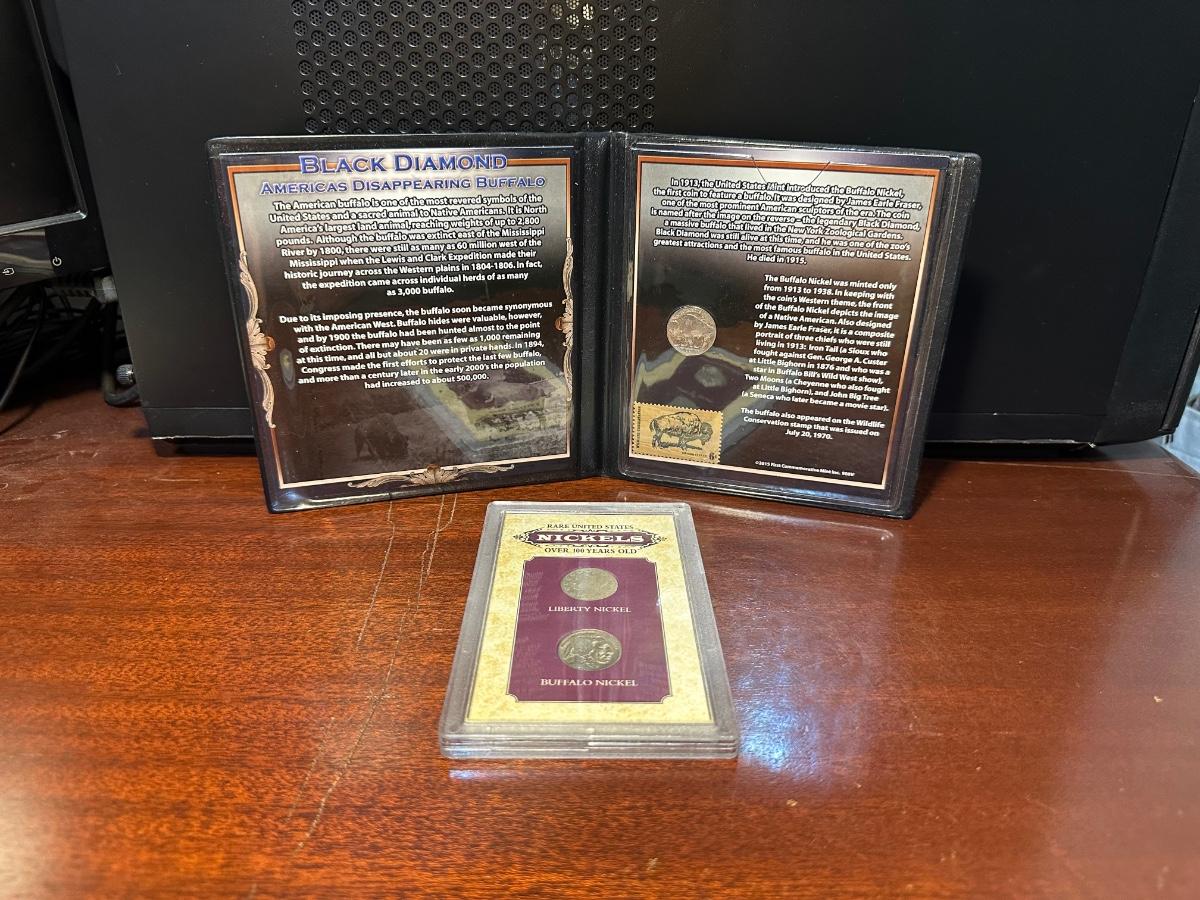 BLACK DIAMOND
AMERICAS DISAPPEARING BUFFALO
The American buffalo is one of the most revered symbols of the
United States and a sacred animal to Native Americans. It is North
America's largest land animal, reaching weights of up to 2,800
pounds. Although the buffalo was extinct east of the Mississippi
River by 1800, there were still as many as 60 million west of the
Mississippi when the Lewis and Clark Expedition made their
historic journey across the Western plains in 1804-1806. In fact,
the expedition came across individual herds of as many
as 3,000 buffalo.
Due to its imposing presence, the buffalo soon became synonymous
with the American West. Buffalo hides were valuable, however,
and by 1900 the buffalo had been hunted almost to the point
of extinction. There may have been as few as 1,000 remaining
at this time, and all but about 20 were in private hands. In 1894,
Congress made the first efforts to protect the last few buffalo,
and more than a century later in the early 2000's the population
had increased to about 500,000.
In 1913, the United States Mint introduced the Buffalo Nickel,
the first coin to feature a buffalo. It was designed by James Earle Fraser,
one of the most prominent American sculptors of the era. The coin
is named after the image on the reverse—the legendary Black Diamond,
a massive buffalo that lived in the New York Zoological Gardens.
Black Diamond was still alive at this time, and he was one of the zoo's
greatest attractions and the most famous buffalo in the United States.
He died in 1915.
The Buffalo Nickel was minted only
from 1913 to 1938. In keeping with
the coin's Western theme, the front
of the Buffalo Nickel depicts the image
of a Native American. Also designed
by James Earle Fraser, it is a composite
portrait of three chiefs who were still
living in 1913: Iron Tail (a Sioux who
fought against Gen. George A. Custer
at Little Bighorn in 1876 and who was a
star in Buffalo Bill's Wild West show),
Two Moons (a Cheyenne who also fought
at Little Bighorn), and John Big Tree
(a Seneca who later became a movie star).
The buffalo also appeared on the Wildlife
Conservation stamp that was issued on
July 20, 1970.
6¢
©2015 First Commemorative Mint Inc.
RARE UNITED STATES
NICKELS
OVER 100 YEARS OLD
LIBERTY NICKEL
BUFFALO NICKEL